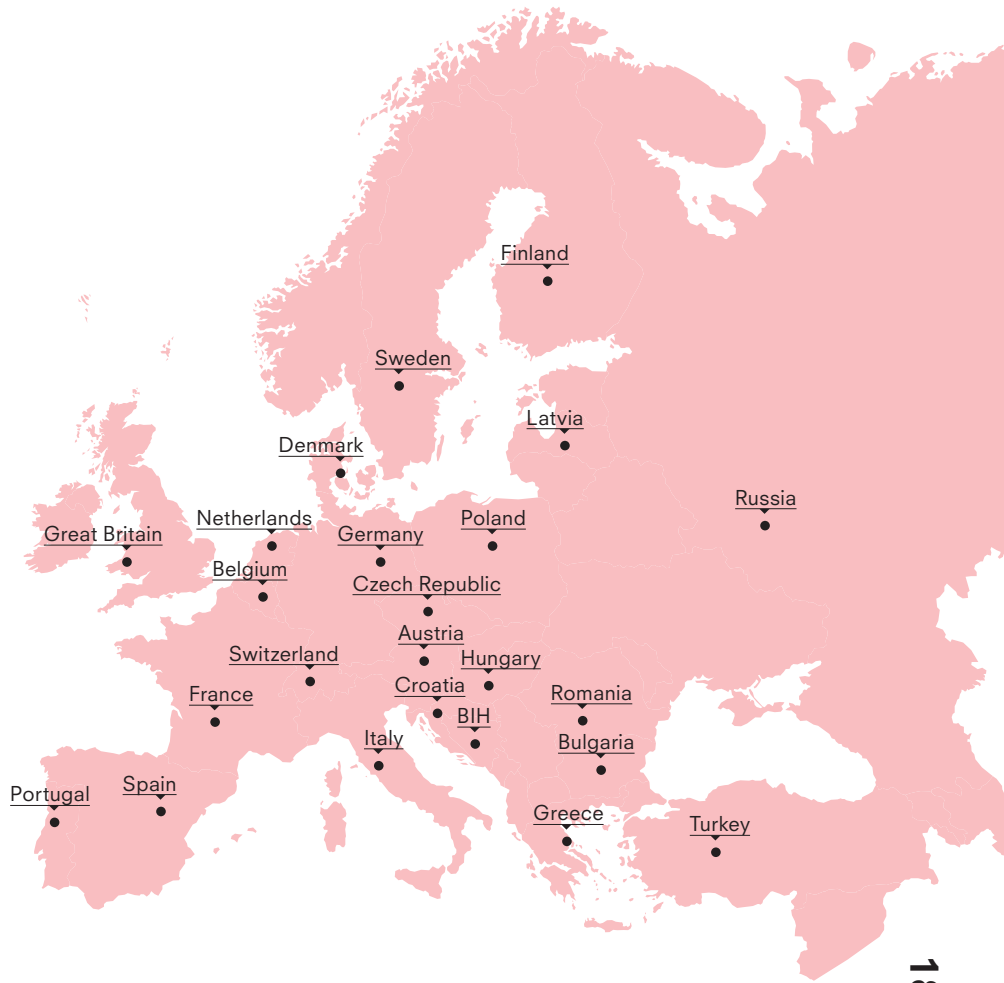 Finland
Sweden
Latvia
Denmark
Russia
Netherlands
Poland
Great Britain
Germany
Belgium
Czech Republic
Austria
Switzerland
Hungary
Croatia
France
Romania
BIH
Italy
Bulgaria
Spain
Portugal
Greece
Turkey